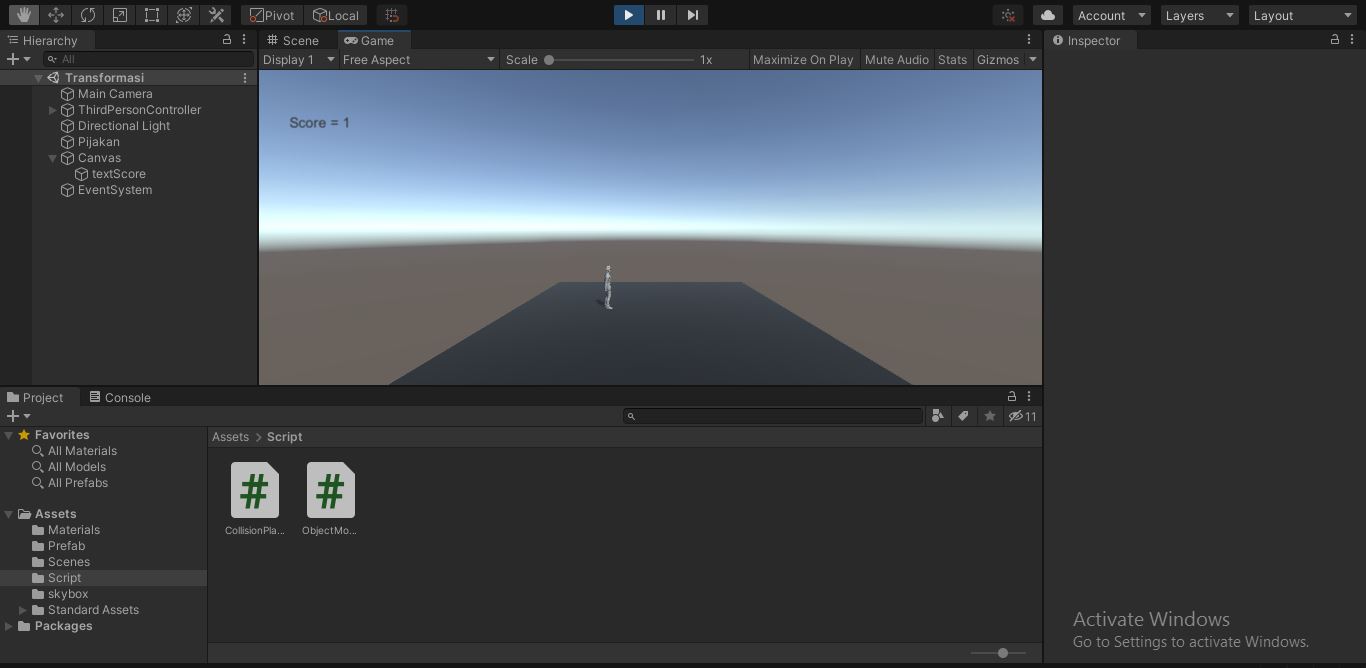 Pivot Local Account Layers Layout
Hierarchy
All
Transformasi
Main Camera
ThirdPersonController
Directional Light
Pijakan
Canvas
textScore
EventSystem
Scene Game
Display 1 Free Aspect Scale 1x Maximize On Play Mute Audio Stats Gizmos
Score = 1
Inspector
Project Console
11
Favorites
All Materials
All Models
All Prefabs
Assets
Materials
Prefab
Scenes
Script
skybox
Standard Assets
Packages
Assets > Script
CollisionPla... ObjectMo...
Activate Windows
Go to Settings to activate Windows.